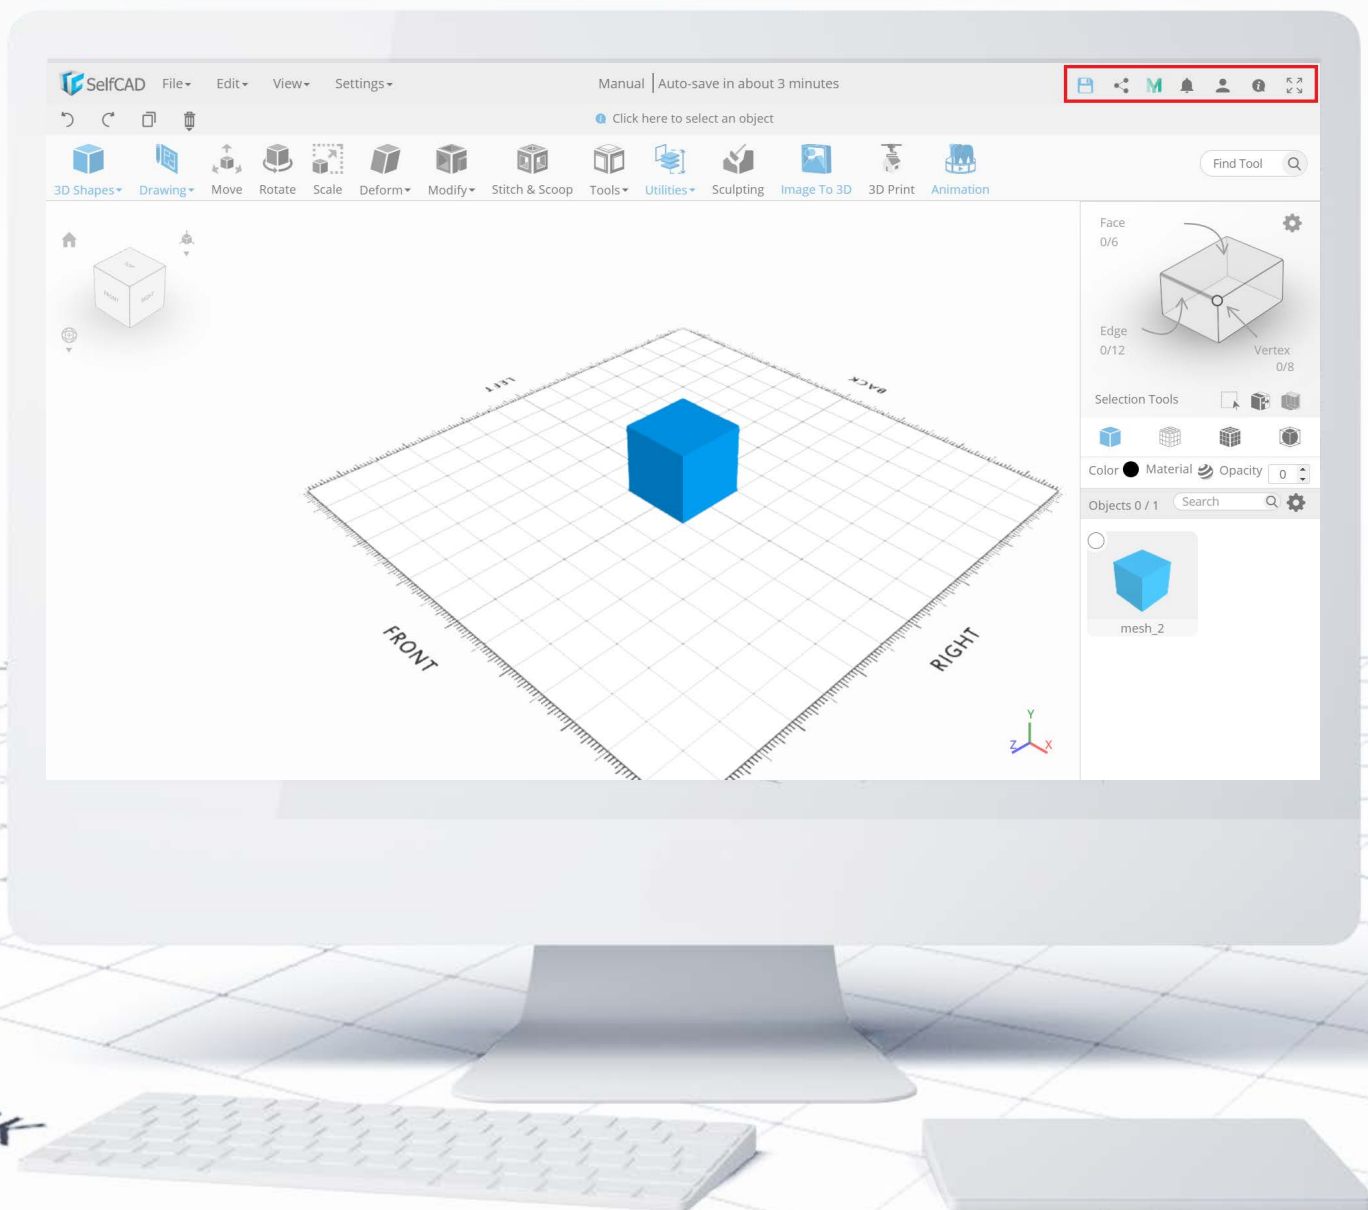 SelfCAD File Edit View Settings Manual Auto-save in about 3 minutes
Click here to select an object
3D Shapes Drawing Move Rotate Scale Deform Modify Stitch & Scoop Tools Utilities Sculpting Image To 3D 3D Print Animation
Find Tool
TOP
FRONT
RIGHT
LEFT
BACK
FRONT
RIGHT
Y
Z
X
Face
0/6
Edge
0/12
Vertex
0/8
Selection Tools
Color Material Opacity 0
Objects 0 / 1 Search
mesh_2